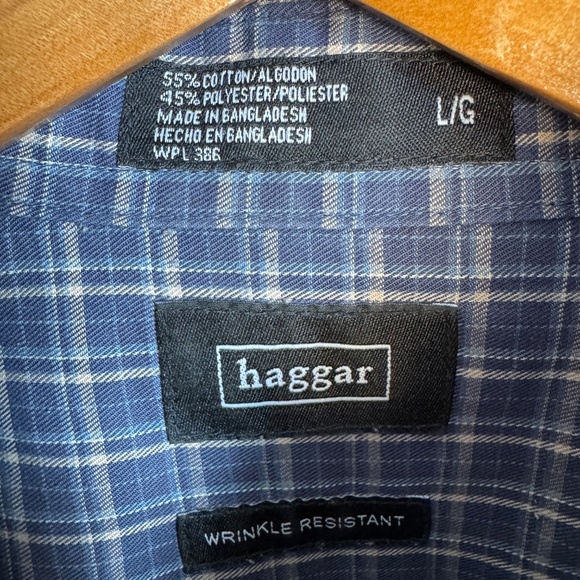 55% COTTON/ALGODON
45% POLYESTER/POLIESTER
MADE IN BANGLADESH
HECHO EN BANGLADESH
WPL 386
L/G
haggar
WRINKLE RESISTANT